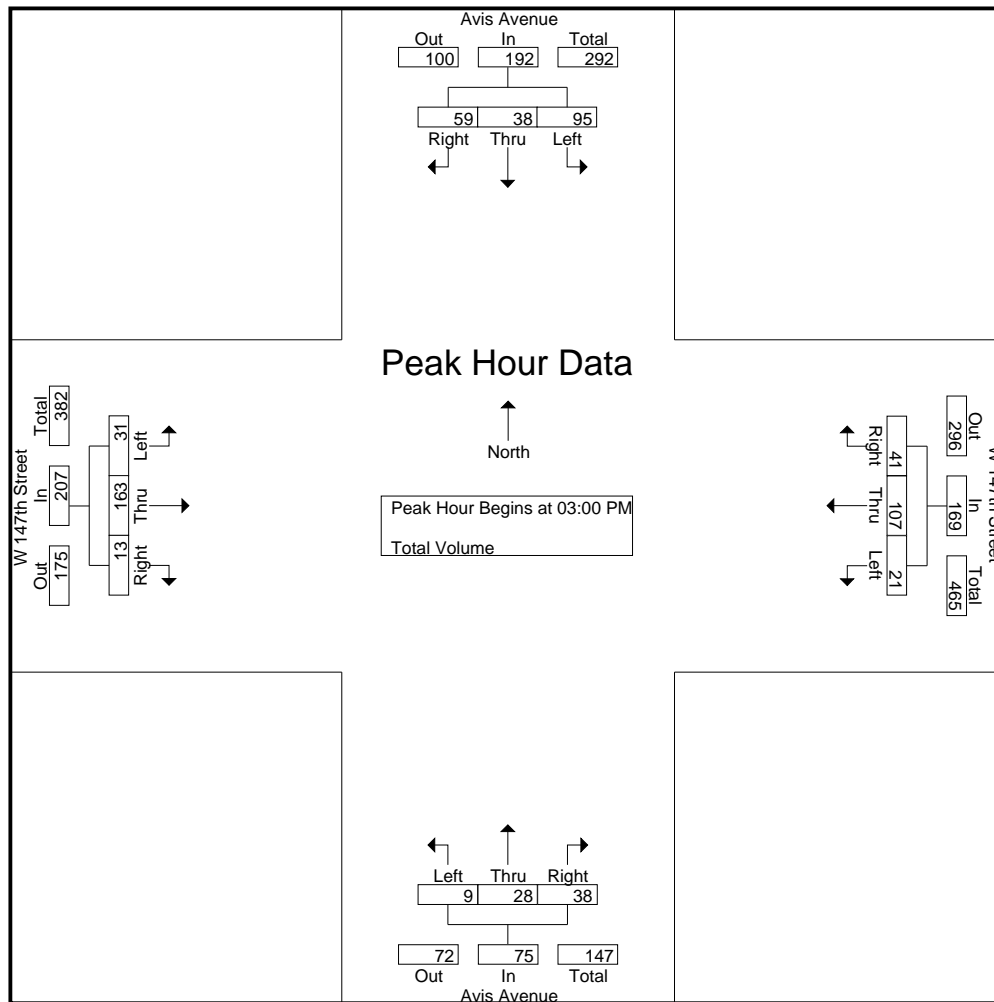 Avis Avenue
Out In Total
100 192 292
59 38 95
Right Thru Left
Peak Hour Data
North
Peak Hour Begins at 03:00 PM
Total Volume
W 147th Street
Out In Total
175 207 382
31 163 13
Left Thru Right
W 147th Street
Out In Total
296 169 465
Right Thru Left
41 107 21
Left Thru Right
9 28 38
72 75 147
Out In Total
Avis Avenue